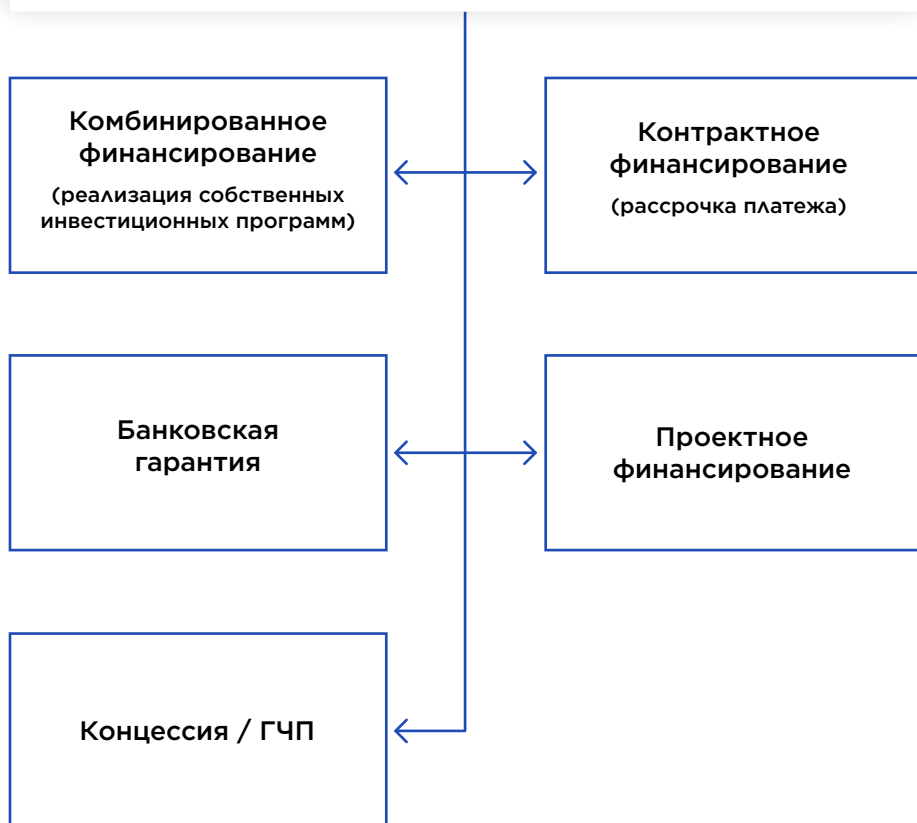 Комбинированное
финансирование
(реализация собственных
инвестиционных программ)
Контрактное
финансирование
(рассрочка платежа)
Банковская
гарантия
Проектное
финансирование
Концессия / ГЧП